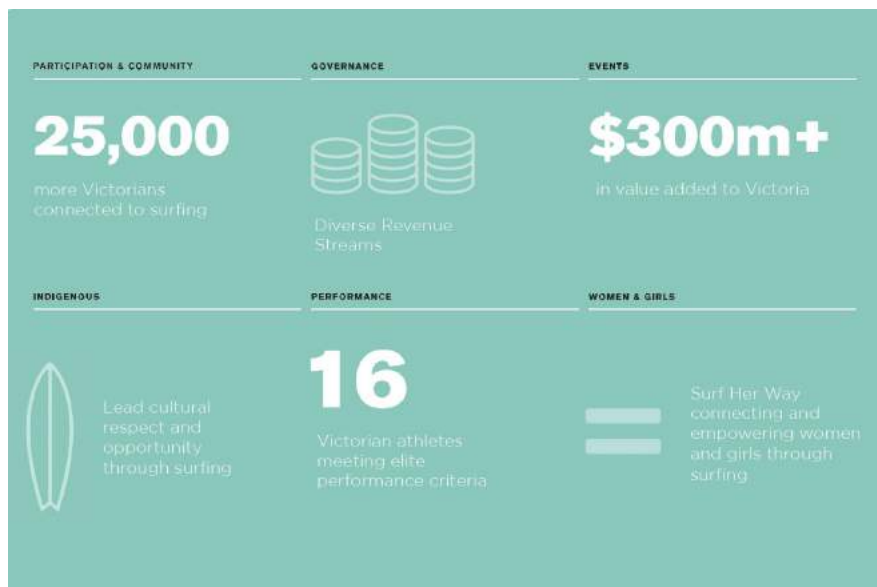 PARTICIPATION & COMMUNITY
25,000
more Victorians
connected to surfing
GOVERNANCE
Diverse Revenue
Streams
EVENTS
$300m+
in value added to Victoria
INDIGENOUS
Lead cultural
respect and
opportunity
through surfing
PERFORMANCE
16
Victorian athletes
meeting elite
performance criteria
WOMEN & GIRLS
Surf Her Way
connecting and
empowering women
and girls through
surfing